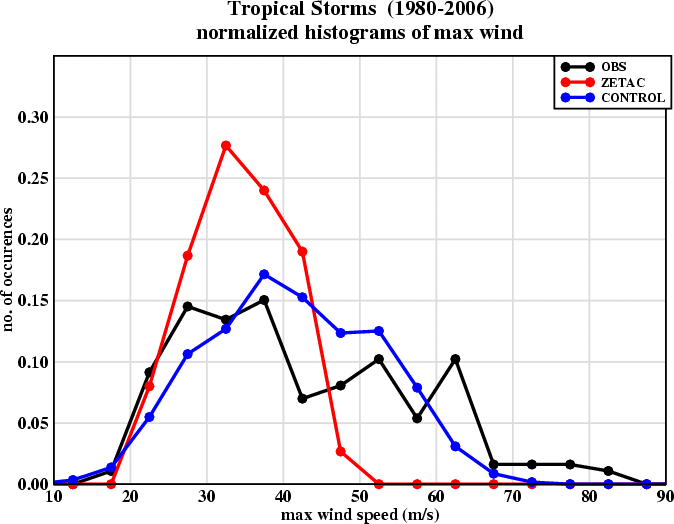 Tropical Storms (1980-2006)
normalized histograms of max wind
OBS
ZETAC
CONTROL
no. of occurences
0.30
0.25
0.20
0.15
0.10
0.05
0.00
10 20 30 40 50 60 70 80 90
max wind speed (m/s)